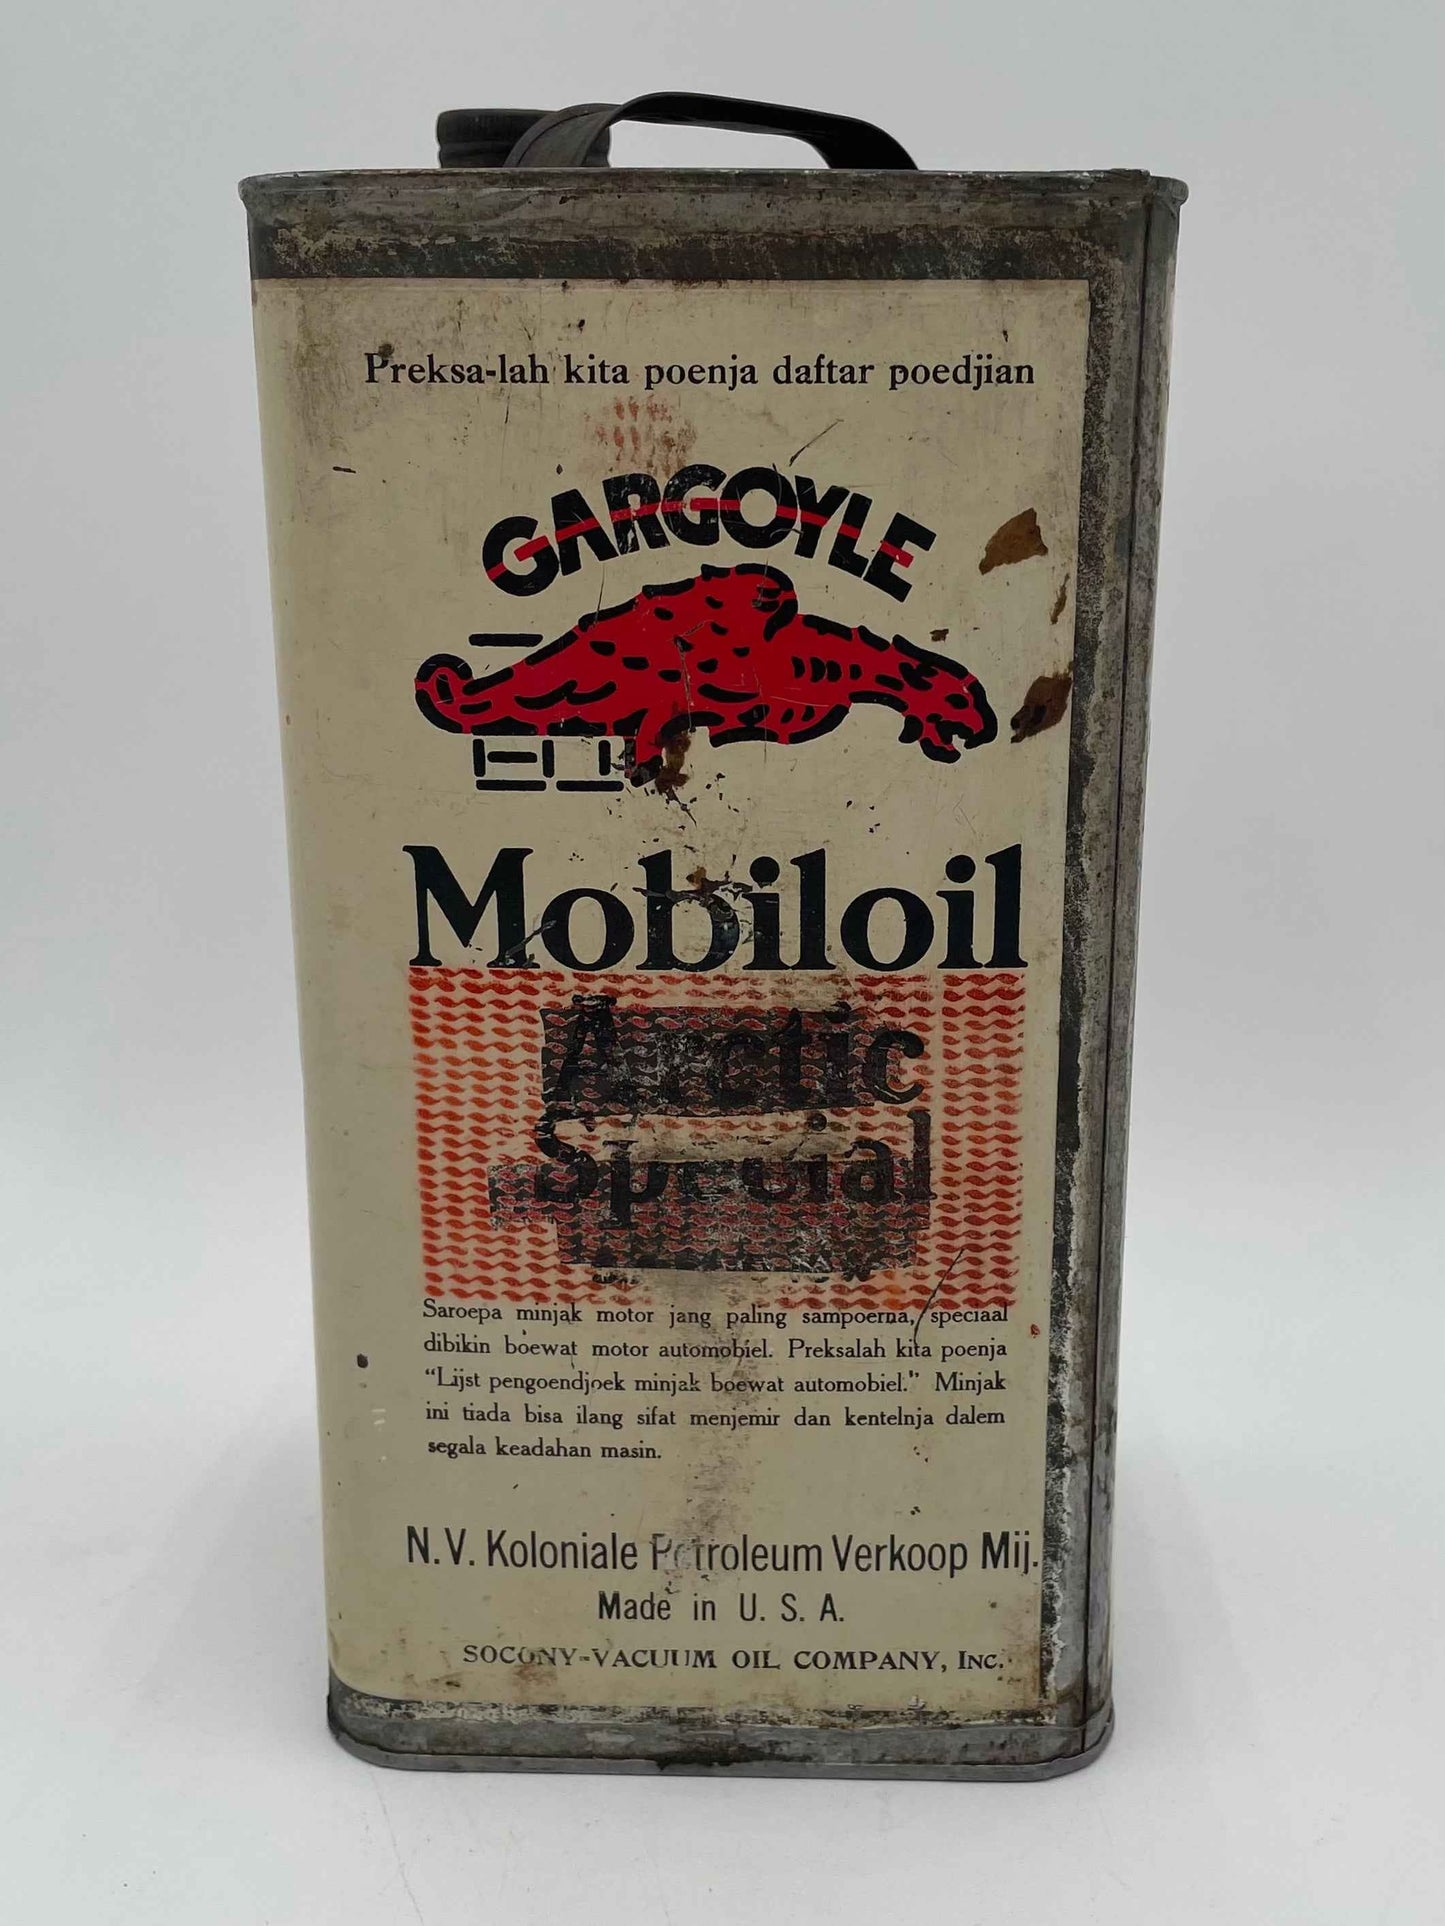 Preksa-lah kita poenja daftar poedjian
GARGOYLE
Mobiloil
Arctic
Special
Saroepa minjak motor jang paling sampoerna, speciaal
dibikin boewat motor automobiel. Preksalah kita poenja
“Lijst pengoendjoek minjak boewat automobiel.” Minjak
ini tiada bisa ilang sifat menjemir dan kentelnja dalem
segala keadahan masin.
N.V. Koloniale Petroleum Verkoop Mij.
Made in U. S. A.
SOCONY-VACUUM OIL COMPANY, INC.